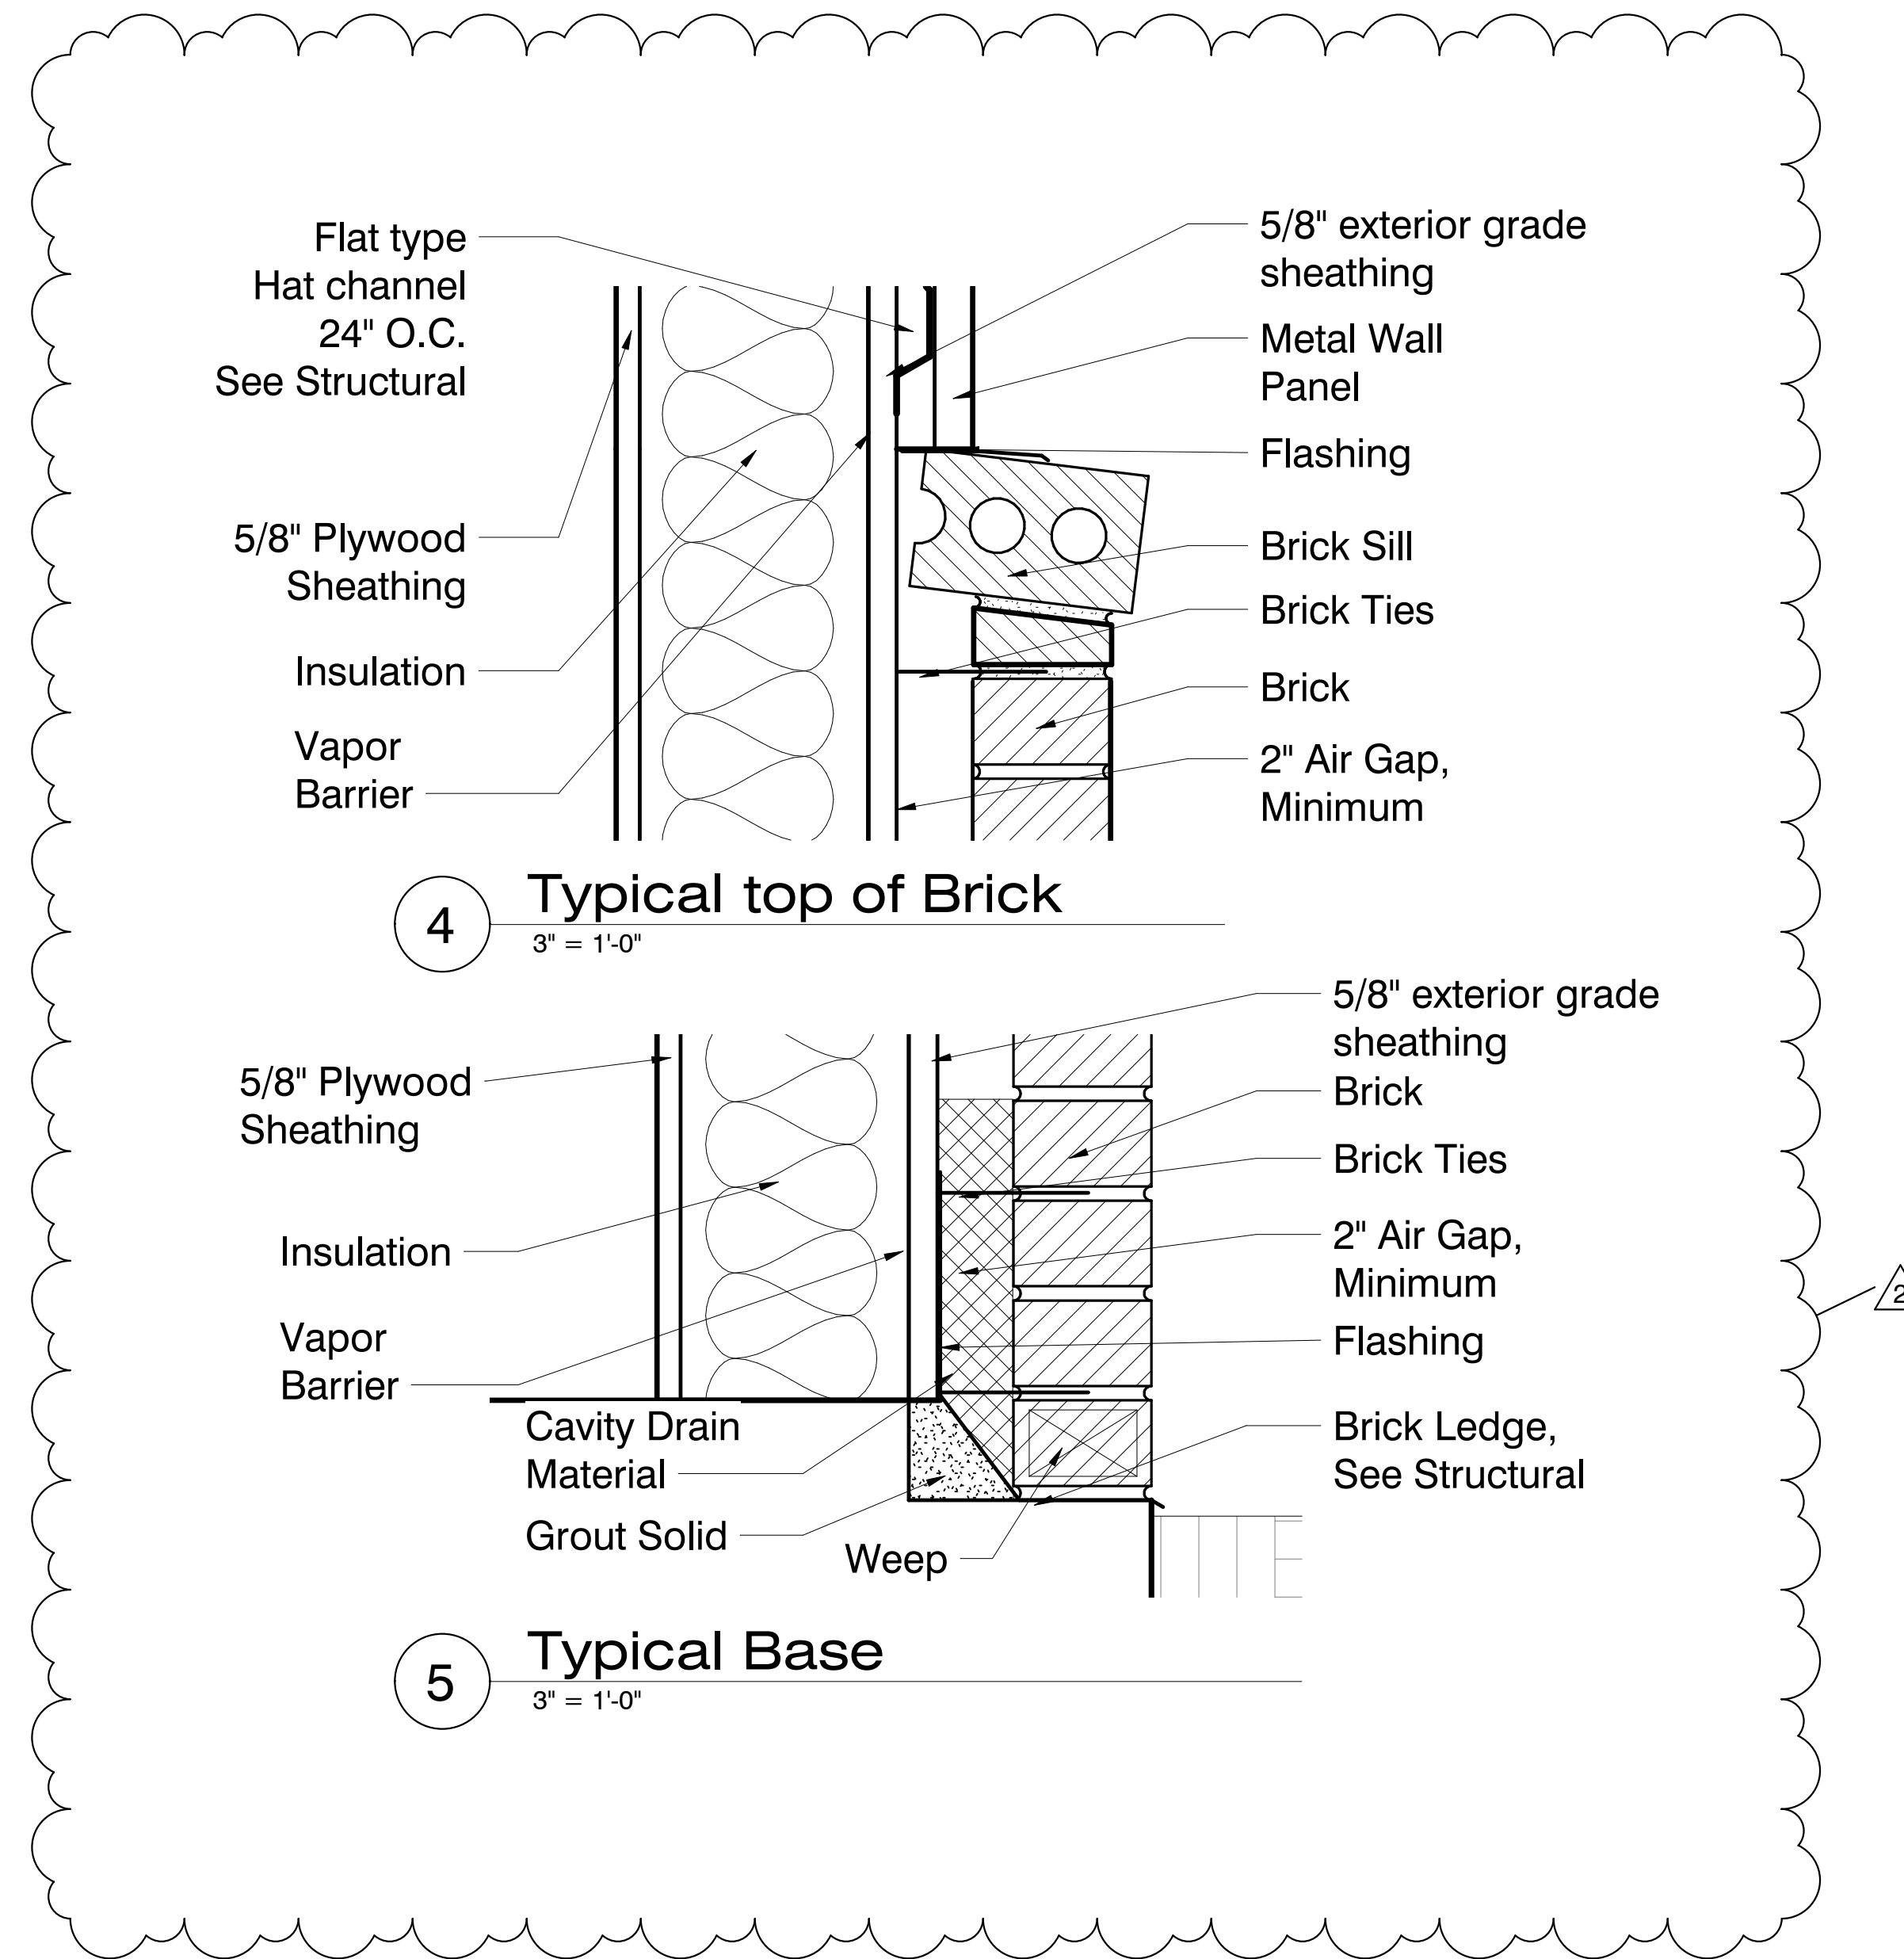 Flat type
Hat channel
24" O.C.
See Structural
5/8" Plywood
Sheathing
Insulation
Vapor
Barrier
5/8" exterior grade
sheathing
Metal Wall
Panel
Flashing
Brick Sill
Brick Ties
Brick
2" Air Gap,
Minimum
4
Typical top of Brick
3" = 1'-0"
5/8" Plywood
Sheathing
Insulation
Vapor
Barrier
Cavity Drain
Material
Grout Solid
Weep
5/8" exterior grade
sheathing
Brick
Brick Ties
2" Air Gap,
Minimum
Flashing
Brick Ledge,
See Structural
2
5
Typical Base
3" = 1'-0"